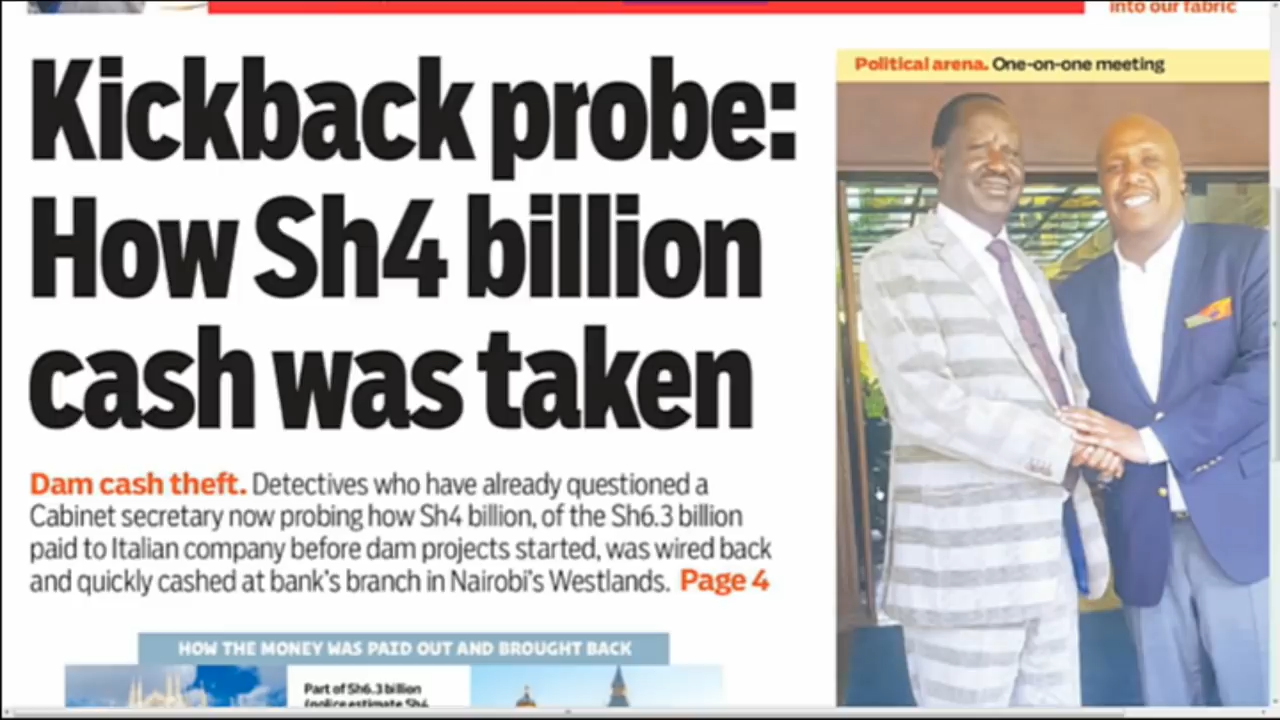 into our fabric
Kickback probe:
How Sh4 billion
cash was taken
Dam cash theft. Detectives who have already questioned a
Cabinet secretary now probing how Sh4 billion, of the Sh6.3 billion
paid to Italian company before dam projects started, was wired back
and quickly cashed at bank's branch in Nairobi's Westlands. Page 4
HOW THE MONEY WAS PAID OUT AND BROUGHT BACK
Part of Sh6.3 billion
(police estimate Sh4
Political arena. One-on-one meeting